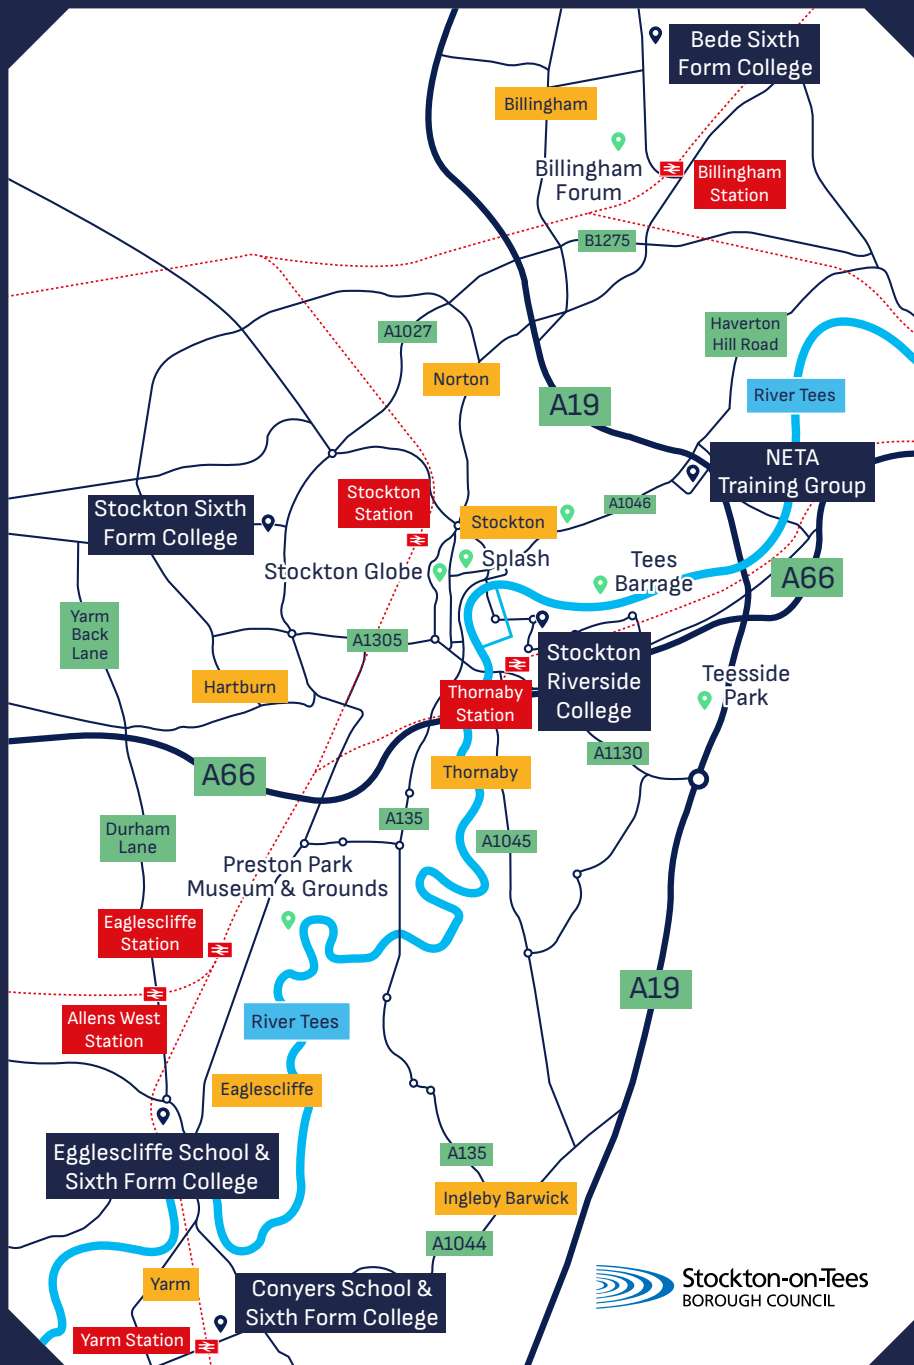 Bede Sixth
Form College
Billingham
Billingham
Forum
Billingham
Station
B1275
A1027
Haverton
Hill Road
Norton
A19
River Tees
NETA
Training Group
Stockton
Station
Stockton Sixth
Form College
Stockton
A1046
Stockton Globe
Splash
Tees
Barrage
A66
Yarm
Back
Lane
A1305
Stockton
Riverside
College
Hartburn
Thornaby
Station
Teesside
Park
A66
A1130
Thornaby
Durham
Lane
A135
A1045
Preston Park
Museum & Grounds
Eaglescliffe
Station
A19
Allens West
Station
River Tees
Eaglescliffe
Egglescliffe School &
Sixth Form College
A135
Ingleby Barwick
A1044
Yarm
Conyers School &
Sixth Form College
Yarm Station
Stockton-on-Tees
BOROUGH COUNCIL